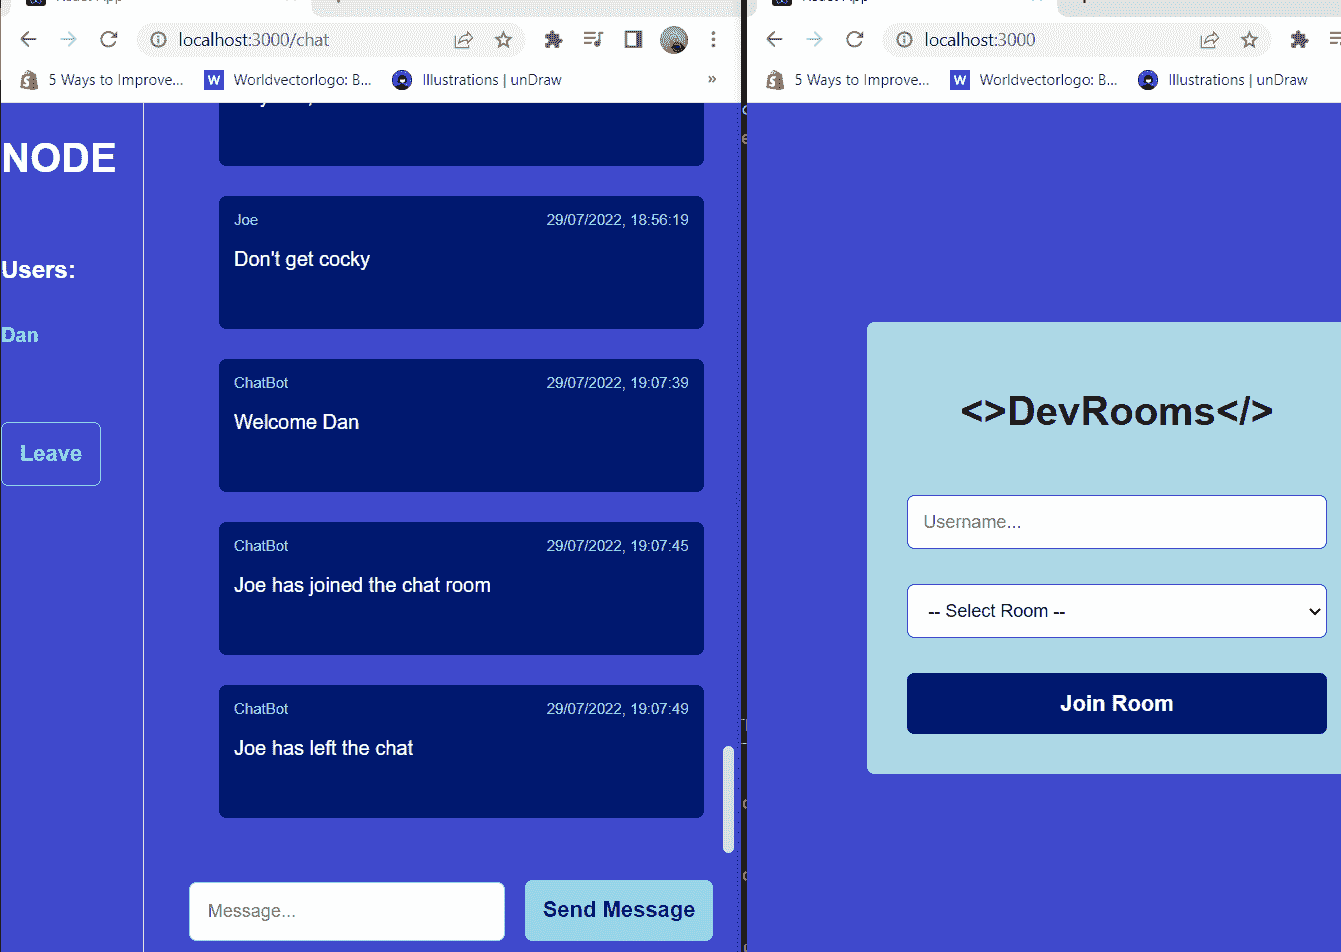 localhost:3000/chat
5 Ways to Improve...
W
Worldvectorlogo: B...
Illustrations | unDraw
»
NODE
Users:
Dan
Leave
Joe
29/07/2022, 18:56:19
Don't get cocky
ChatBot
29/07/2022, 19:07:39
Welcome Dan
ChatBot
29/07/2022, 19:07:45
Joe has joined the chat room
ChatBot
29/07/2022, 19:07:49
Joe has left the chat
Message...
Send Message
localhost:3000
5 Ways to Improve...
W
Worldvectorlogo: B...
Illustrations | unDraw
<>DevRooms</>
Username...
-- Select Room --
Join Room